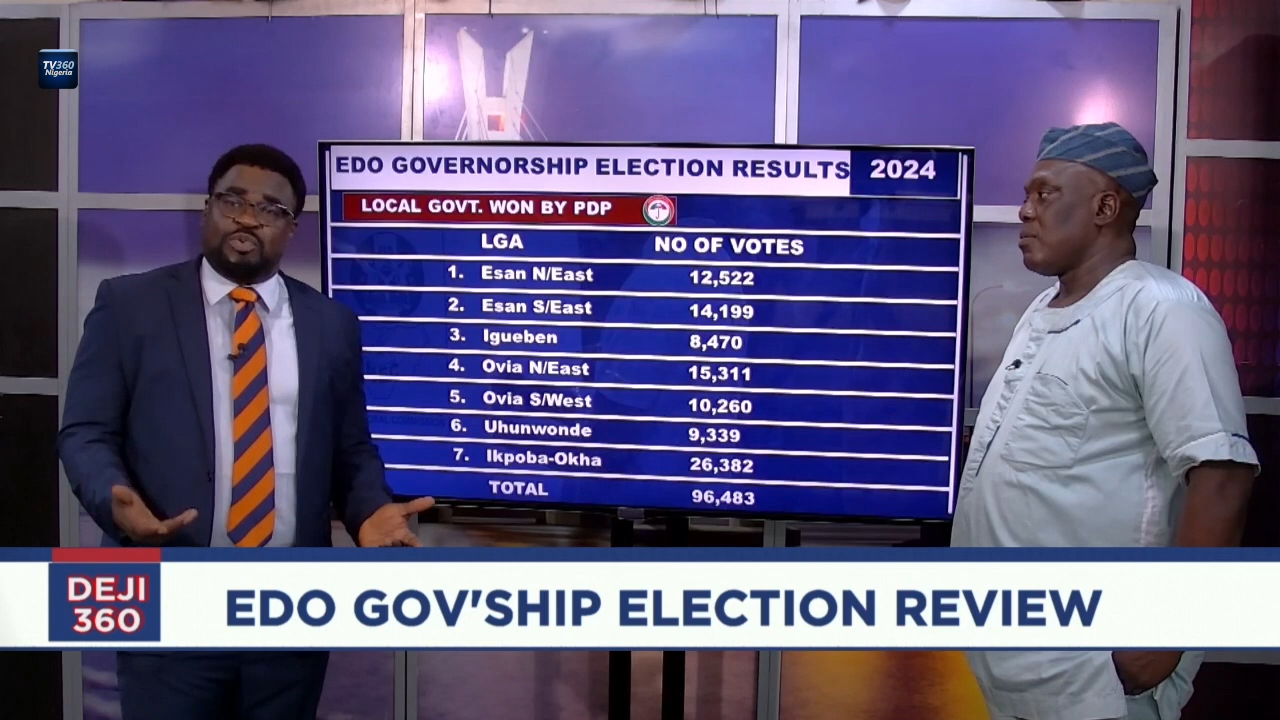 TV360
Nigeria
EDO GOVERNORSHIP ELECTION RESULTS 2024
LOCAL GOVT. WON BY PDP
LGA NO OF VOTES
1. Esan N/East 12,522
2. Esan S/East 14,199
3. Igueben 8,470
4. Ovia N/East 15,311
5. Ovia S/West 10,260
6. Uhunwonde 9,339
7. Ikpoba-Okha 26,382
TOTAL 96,483
DEJI
360
EDO GOV'SHIP ELECTION REVIEW